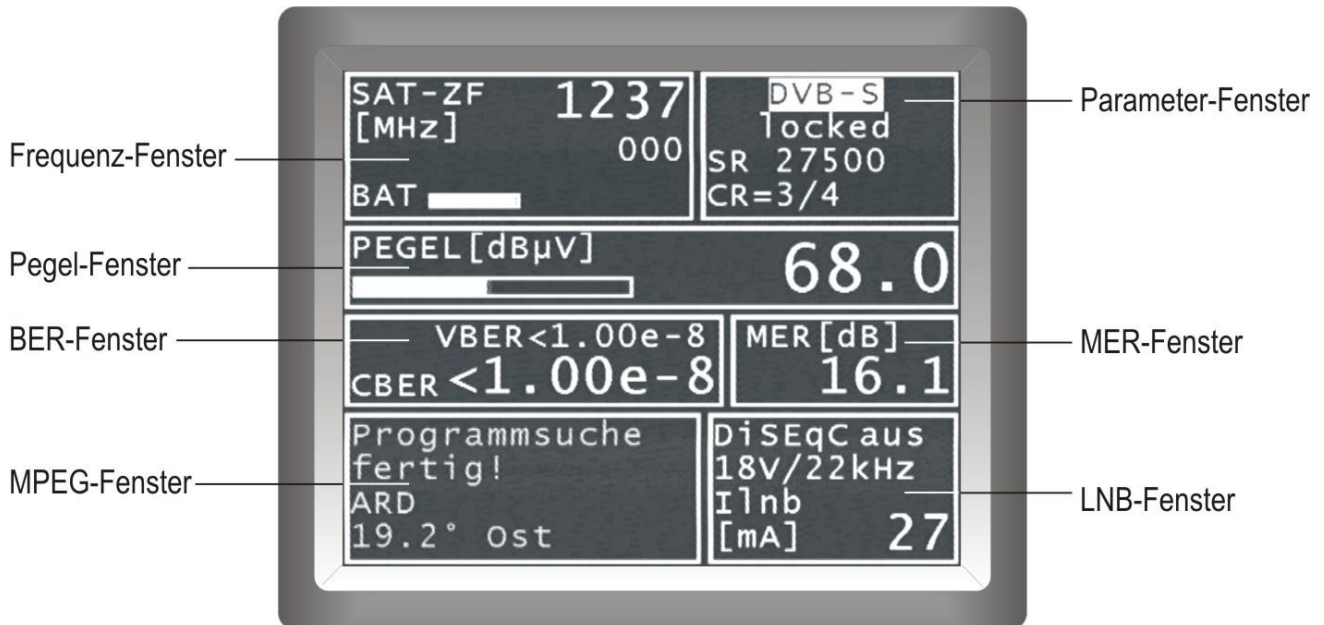 SAT-ZF 1237
[MHz]
000
BAT
DVB-S
locked
SR 27500
CR=3/4
PEGEL[dBµV]
68.0
VBER<1.00e-8
CBER <1.00e-8
MER[dB]
16.1
Programmsuche
fertig!
ARD
19.2° Ost
DiSEqC aus
18V/22kHz
Ilnb
[mA] 27
Frequenz-Fenster
Pegel-Fenster
BER-Fenster
MPEG-Fenster
Parameter-Fenster
MER-Fenster
LNB-Fenster